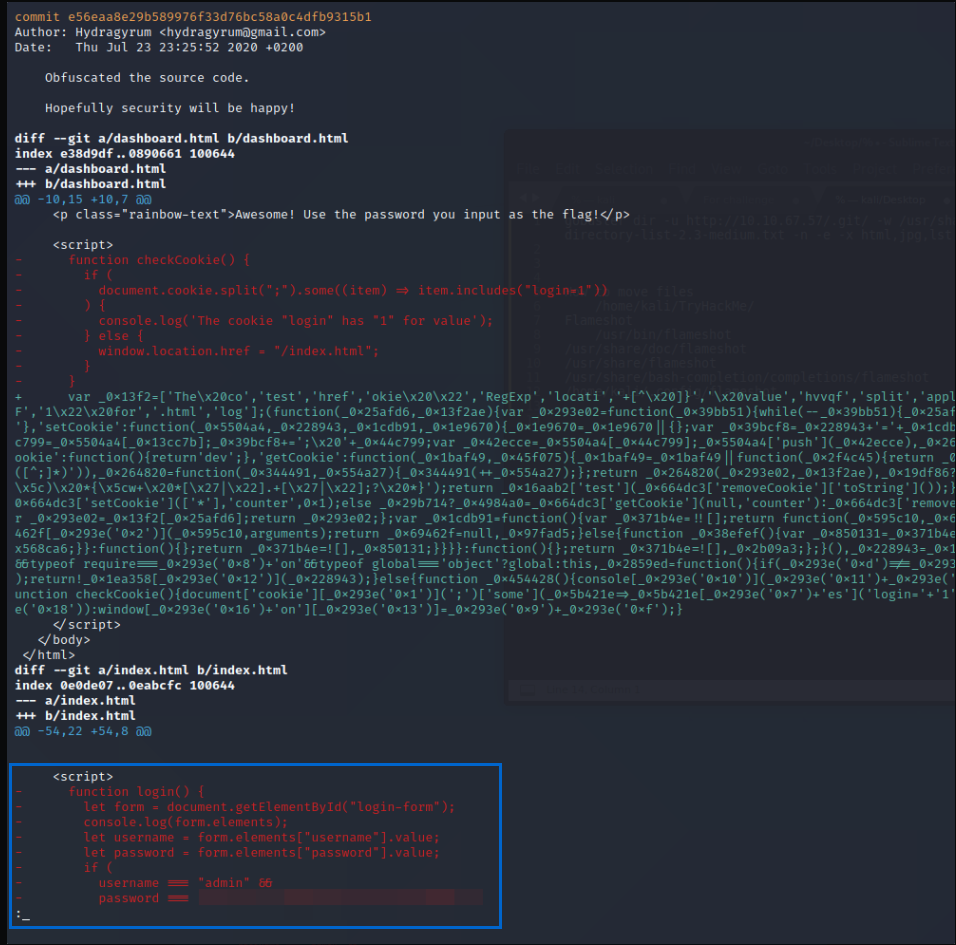 commit e56eaa8e29b589976f33d76bc58a0c4dfb9315b1
Author: Hydragyrum <hydragyrum@gmail.com>
Date:   Thu Jul 23 23:25:52 2020 +0200
Obfuscated the source code.
Hopefully security will be happy!
diff --git a/dashboard.html b/dashboard.html
index e38d9df..0890661 100644
--- a/dashboard.html
+++ b/dashboard.html
@@ -10,15 +10,7 @@
<p class="rainbow-text">Awesome! Use the password you input as the flag!</p>
<script>
-      function checkCookie() {
-        if (
-          document.cookie.split(";").some((item) => item.includes("login=1"))
-        ) {
-          console.log('The cookie "login" has "1" for value');
-        } else {
-          window.location.href = "/index.html";
-        }
-      }
+      var _0×13f2=['The\x20co','test','href','okie\x20\x22','RegExp','locati','+[^\x20]}','\x20value','hvvqf','split','appl
F','1\x22\x20for','.html','log'];(function(_0×25afd6,_0×13f2ae){var _0×293e02=function(_0×39bb51){while(--_0×39bb51){_0×25af
'},'setCookie':function(_0×5504a4,_0×228943,_0×1cdb91,_0×1e9670){_0×1e9670=_0×1e9670||{};var _0×39bcf8=_0×228943+'='+_0×1cdb
c799=_0×5504a4[_0×13cc7b];_0×39bcf8+=';\x20'+_0×44c799;var _0×42ecce=_0×5504a4[_0×44c799];_0×5504a4['push'](_0×42ecce),_0×26
ookie':function(){return'dev';},'getCookie':function(_0×1baf49,_0×45f075){_0×1baf49=_0×1baf49||function(_0×2f4c45){return _0
([^;]*)')),_0×264820=function(_0×344491,_0×554a27){_0×344491(++_0×554a27);};return _0×264820(_0×293e02,_0×13f2ae),_0×19df86?
\x5c)\x20*{\x5cw+\x20*[\x27|\x22].+[\x27|\x22];?\x20*}');return _0×16aab2['test'](_0×664dc3['removeCookie']['toString']());}
0×664dc3['setCookie'](['*'],'counter',0×1);else _0×29b714?_0×4984a0=_0×664dc3['getCookie'](null,'counter'):_0×664dc3['remove
r _0×293e02=_0×13f2[_0×25afd6];return _0×293e02;};var _0×1cdb91=function(){var _0×371b4e=!![];return function(_0×595c10,_0×6
462f[_0×293e('0×2')](_0×595c10,arguments);return _0×69462f=null,_0×97fad5;}else{function _0×38efef(){var _0×850131=_0×371b4e
x568ca6;}}:function(){};return _0×371b4e=![],_0×850131;}}}}:function(){};return _0×371b4e=![],_0×2b09a3;};}(),_0×228943=_0×1
&&typeof require===_0×293e('0×8')+'on'&&typeof global==='object'?global:this,_0×2859ed=function(){if(_0×293e('0×d')!==_0×293
);return!_0×1ea358[_0×293e('0×12')](_0×228943);}else{function _0×454428(){console[_0×293e('0×10')](_0×293e('0×11')+_0×293e('
unction checkCookie(){document['cookie'][_0×293e('0×1')](';')['some'](_0×5b421e=>_0×5b421e[_0×293e('0×7')+'es']('login='+'1'
e('0×18')):window[_0×293e('0×16')+'on'][_0×293e('0×13')]=_0×293e('0×9')+_0×293e('0×f');}
</script>
</body>
</html>
diff --git a/index.html b/index.html
index 0e0de07..0eabcfc 100644
--- a/index.html
+++ b/index.html
@@ -54,22 +54,8 @@
<script>
-      function login() {
-        let form = document.getElementById("login-form");
-        console.log(form.elements);
-        let username = form.elements["username"].value;
-        let password = form.elements["password"].value;
-        if (
-          username === "admin" &&
-          password ===
:_